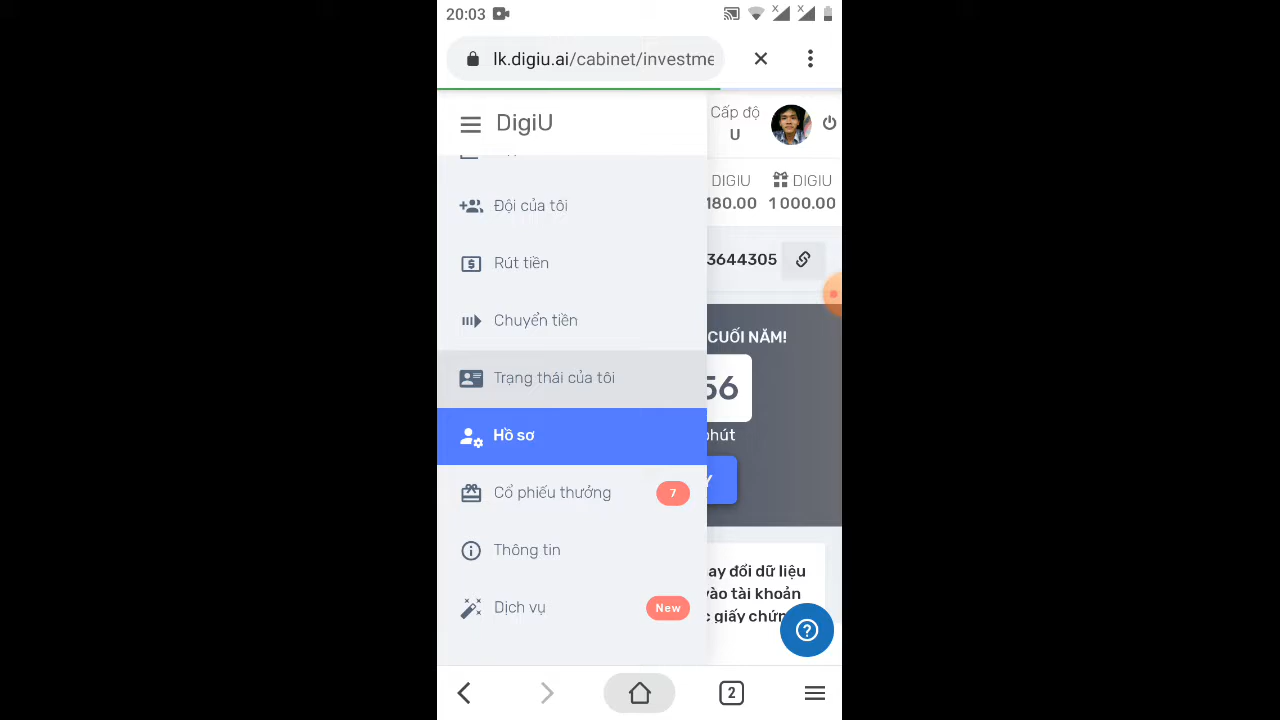 20:03
lk.digiu.ai/cabinet/investme
DigiU
Cấp độ
U
DIGIU
DIGIU
180.00
1 000.00
Đội của tôi
Rút tiền
3644305
Chuyển tiền
CUỐI NĂM!
Trạng thái của tôi
56
Hồ sơ
phút
Cổ phiếu thưởng
7
Thông tin
ay đổi dữ liệu
vào tài khoản
Dịch vụ
New
c giấy chứn
2